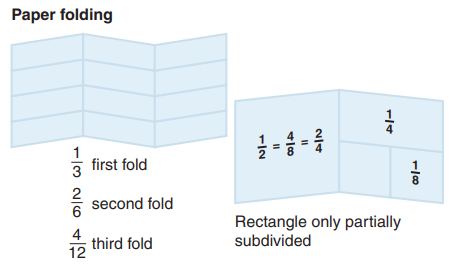 Paper folding
1/3 first fold
2/6 second fold
4/12 third fold
1/2 = 4/8 = 2/4
1/4
1/8
Rectangle only partially
subdivided